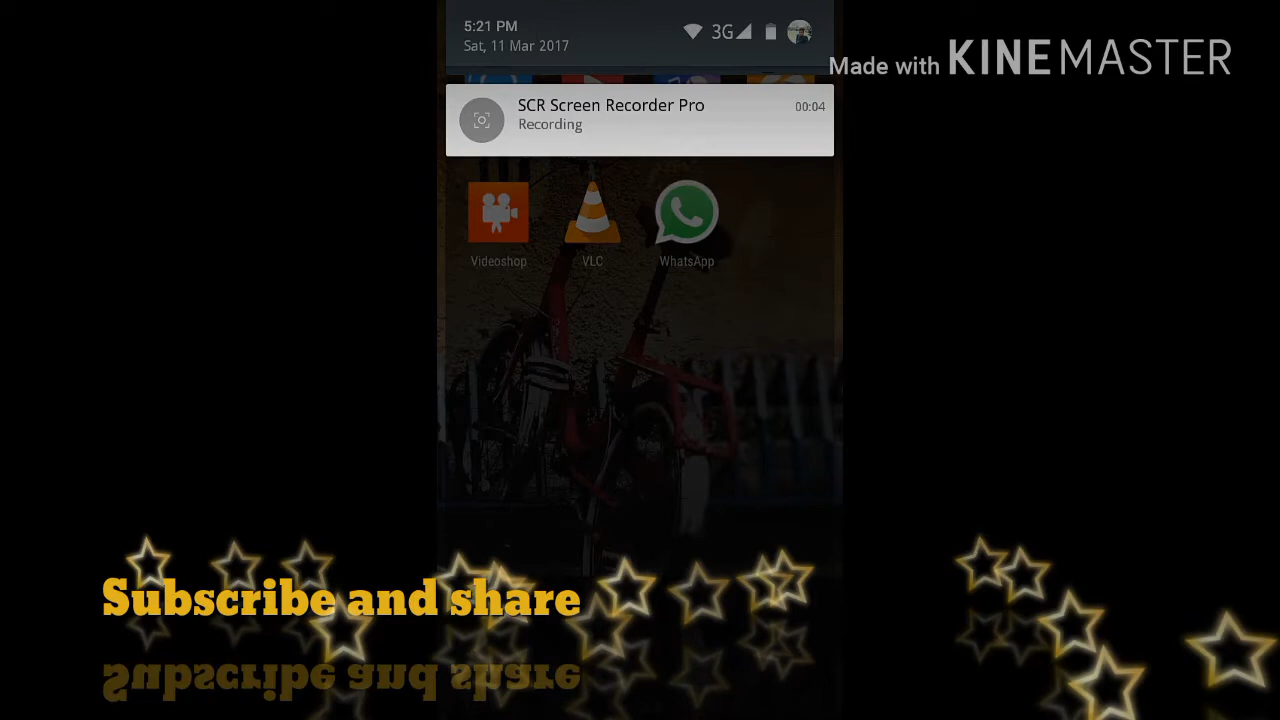 5:21 PM
Sat, 11 Mar 2017
3G
Made with KINEMASTER
SCR Screen Recorder Pro
00:04
Recording
Videoshop
VLC
WhatsApp
Subscribe and share
Subscribe and share